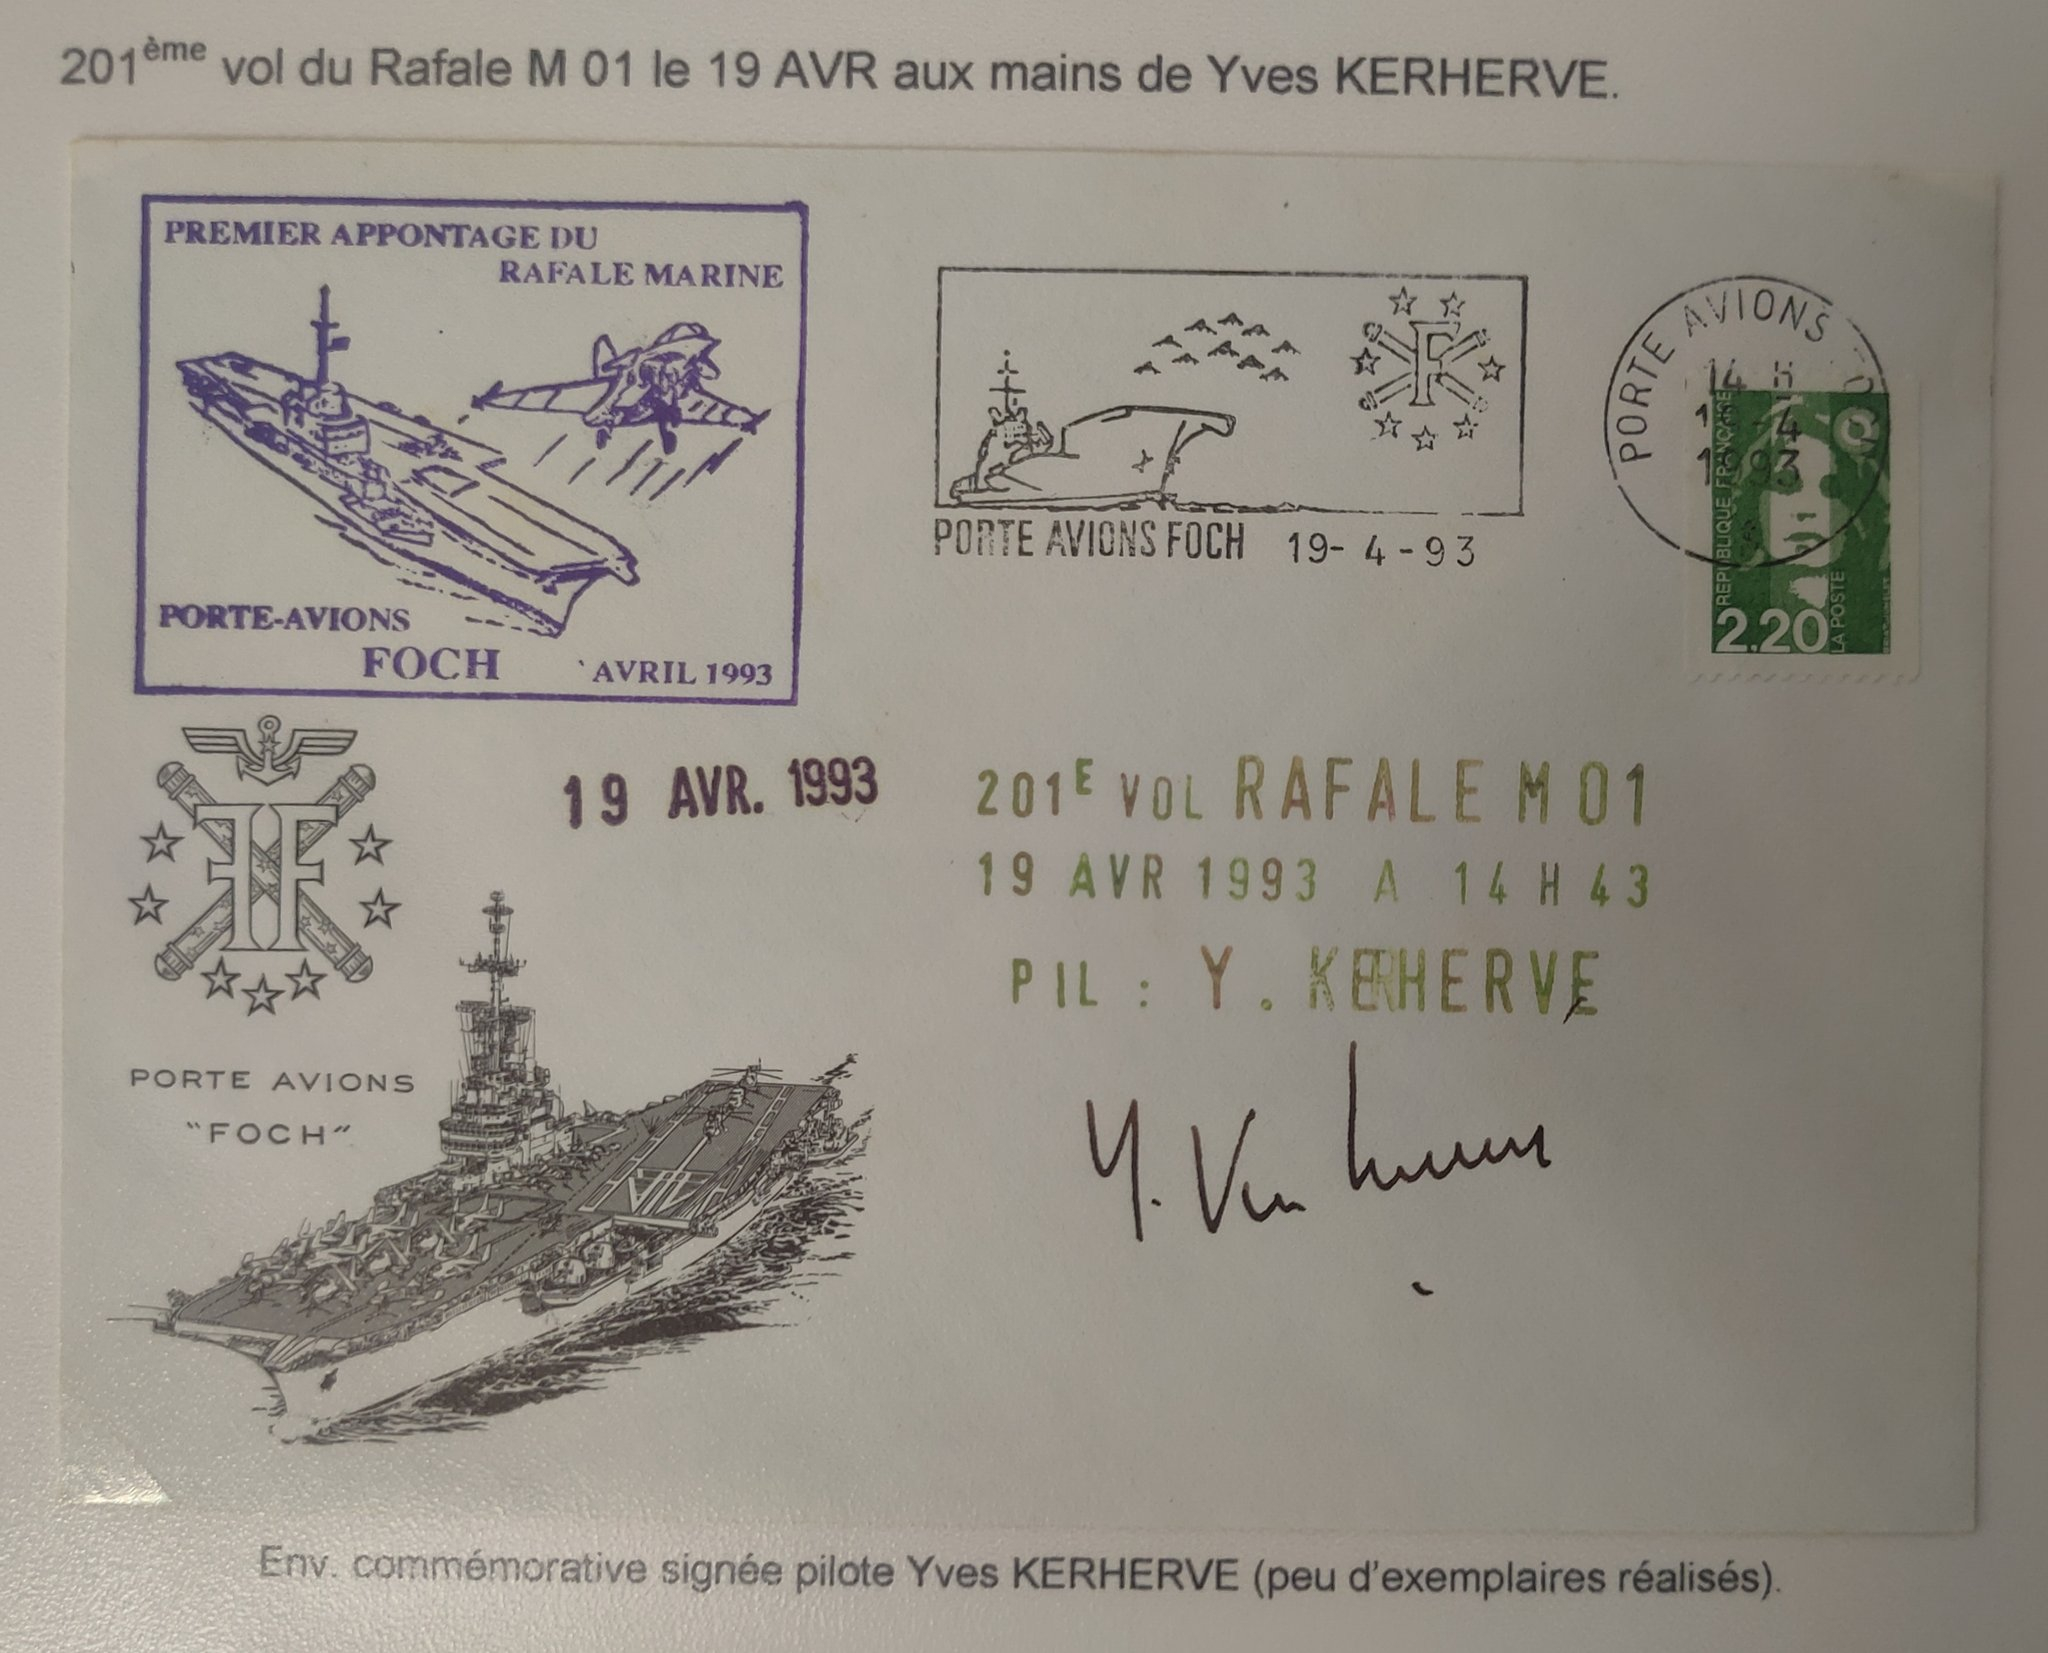 201ème vol du Rafale M 01 le 19 AVR aux mains de Yves KERHERVE.
PREMIER APPONTAGE DU
RAFALE MARINE
PORTE-AVIONS
FOCH
AVRIL 1993
PORTE AVIONS FOCH 19-4-93
PORTE AVIONS
1993
REPUBLIQUE FRANÇAISE
2.20
LA POSTE
19 AVR. 1993
201E VOL RAFALE M 01
19 AVR 1993 A 14 H 43
PIL : Y. KERHERVE
PORTE AVIONS
"FOCH"
Env. commémorative signée pilote Yves KERHERVE (peu d'exemplaires réalisés).